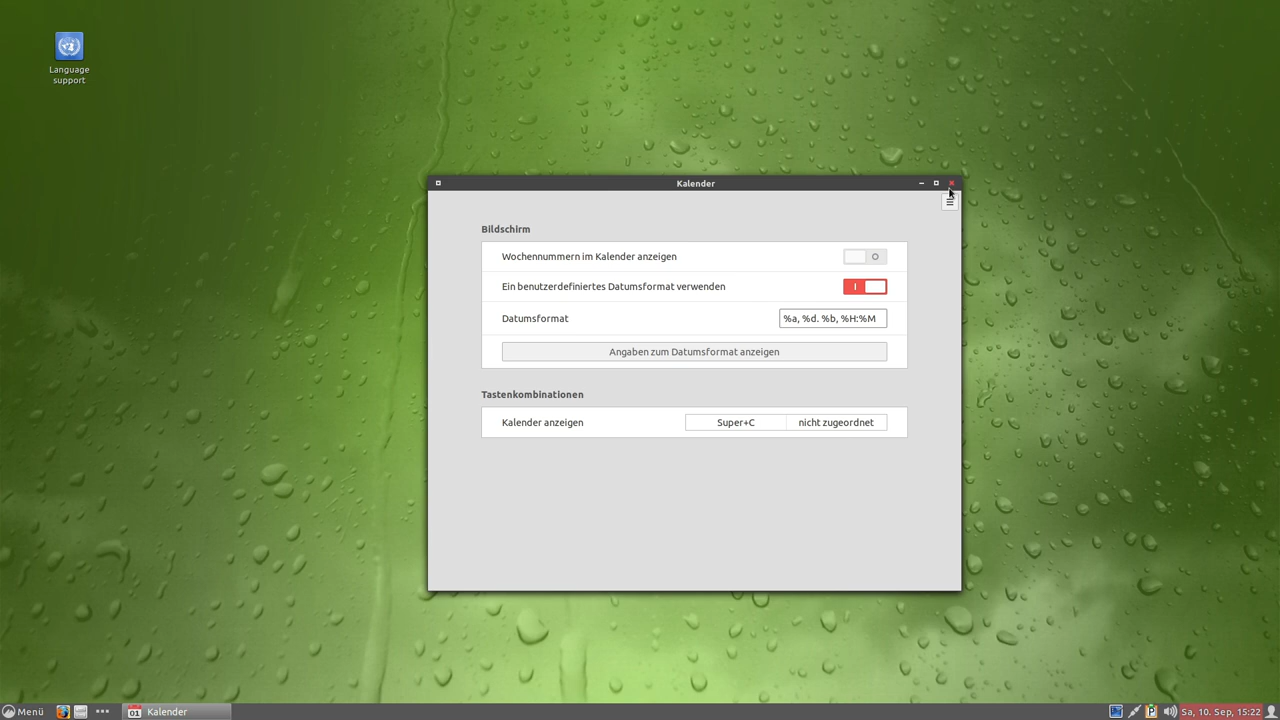 Language
support
Kalender
Bildschirm
Wochennummern im Kalender anzeigen
Ein benutzerdefiniertes Datumsformat verwenden
Datumsformat
%a, %d. %b, %H:%M
Angaben zum Datumsformat anzeigen
Tastenkombinationen
Kalender anzeigen
Super+C
nicht zugeordnet
Menü
01
Kalender
P
Sa, 10. Sep, 15:22